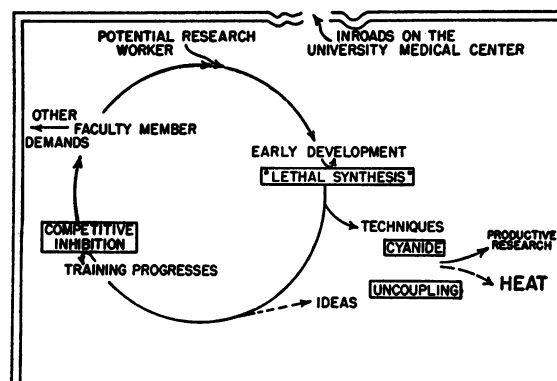 POTENTIAL RESEARCH
WORKER
INROADS ON THE
UNIVERSITY MEDICAL CENTER
OTHER
DEMANDS
FACULTY MEMBER
EARLY DEVELOPMENT
"LETHAL SYNTHESIS"
COMPETITIVE
INHIBITION
TRAINING PROGRESSES
TECHNIQUES
CYANIDE
PRODUCTIVE
RESEARCH
IDEAS
UNCOUPLING
HEAT